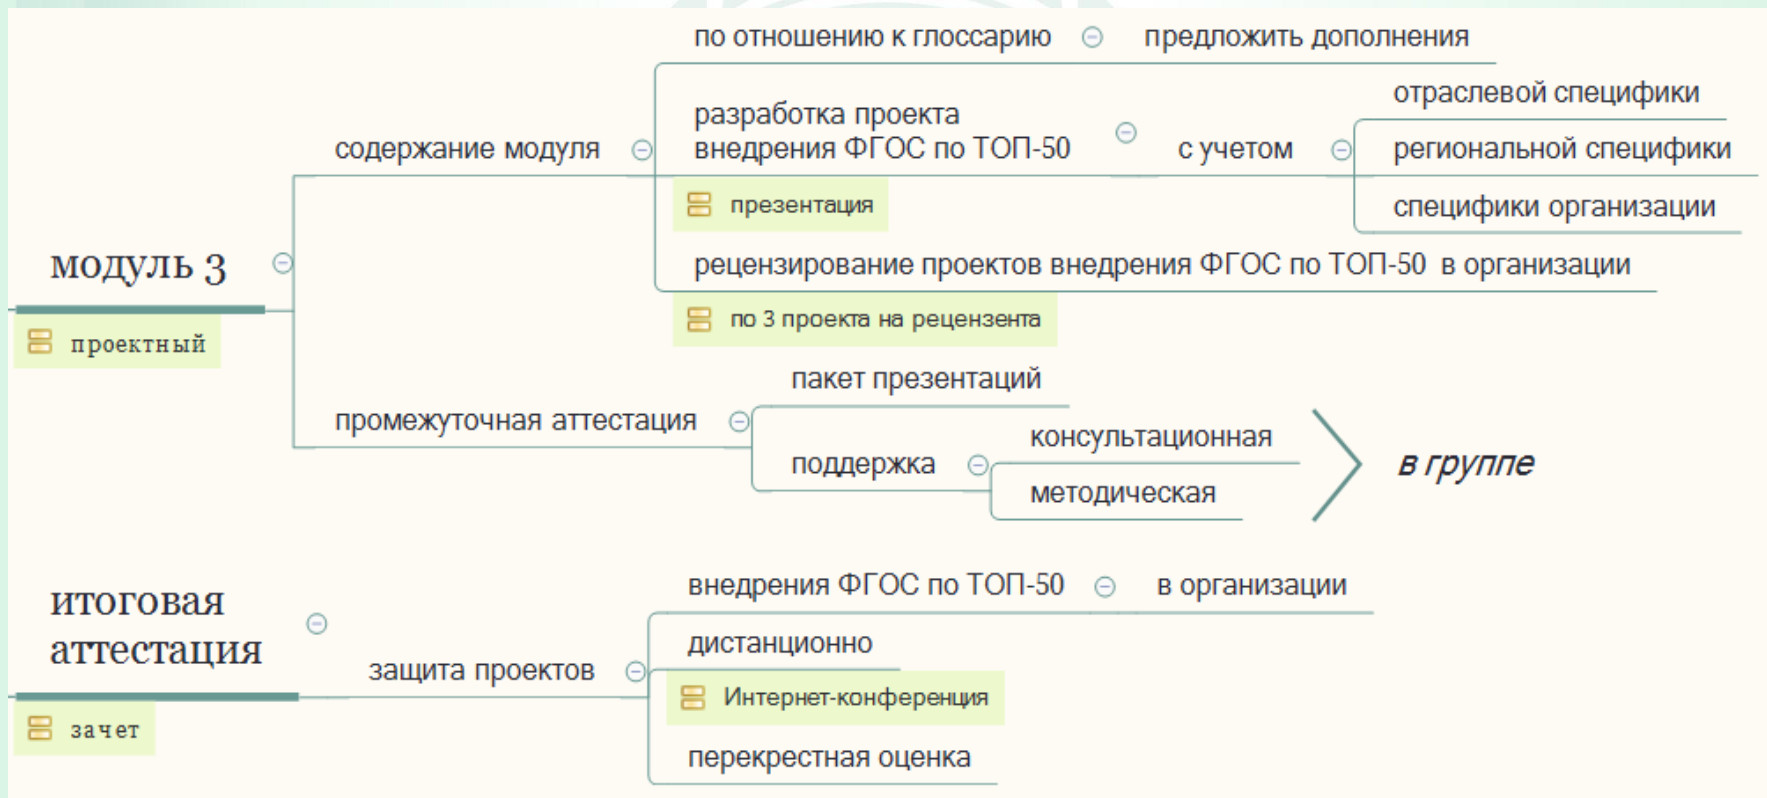 по отношению к глоссарию
предложить дополнения
разработка проекта
внедрения ФГОС по ТОП-50
презентация
с учетом
отраслевой специфики
региональной специфики
специфики организации
содержание модуля
рецензирование проектов внедрения ФГОС по ТОП-50 в организации
по 3 проекта на рецензента
модуль 3
проектный
промежуточная аттестация
пакет презентаций
поддержка
консультационная
методическая
в группе
итоговая
аттестация
зачет
защита проектов
внедрения ФГОС по ТОП-50
в организации
дистанционно
Интернет-конференция
перекрестная оценка